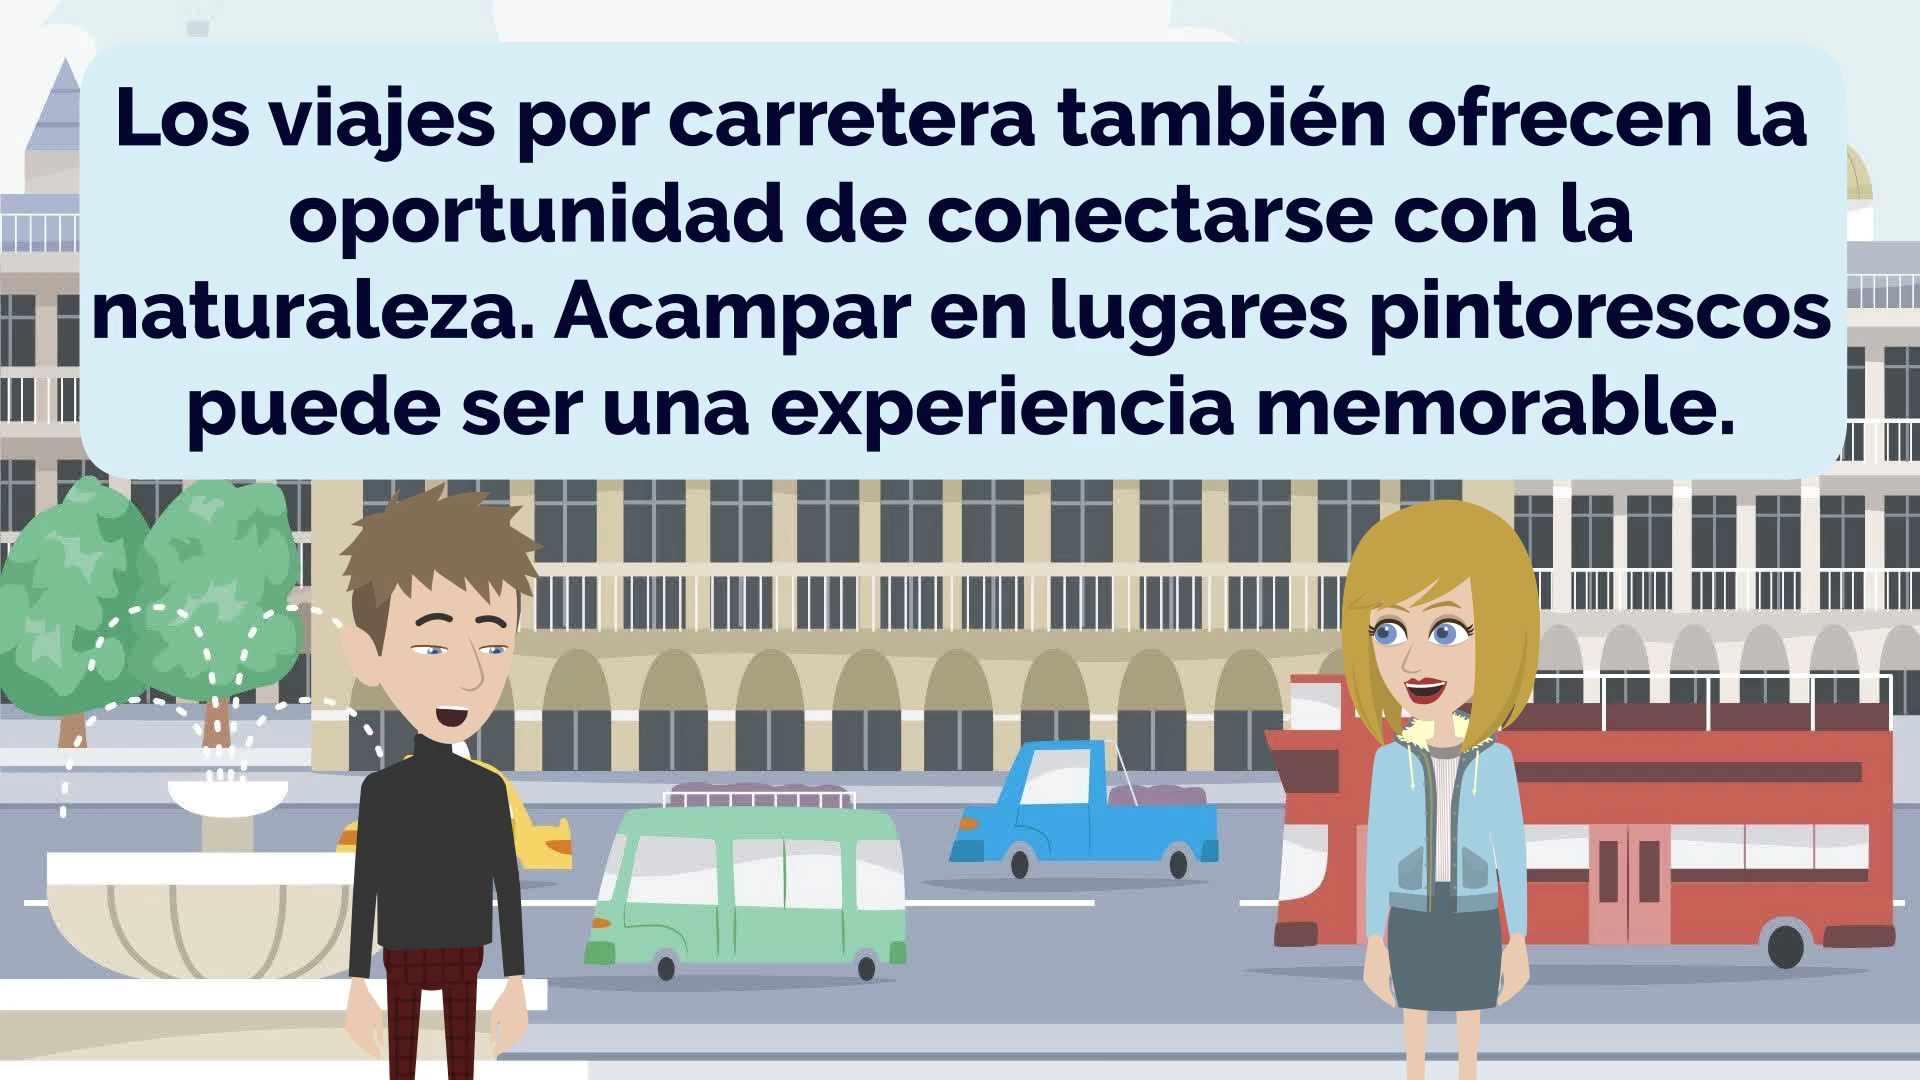 Los viajes por carretera también ofrecen la
oportunidad de conectarse con la
naturaleza. Acampar en lugares pintorescos
puede ser una experiencia memorable.